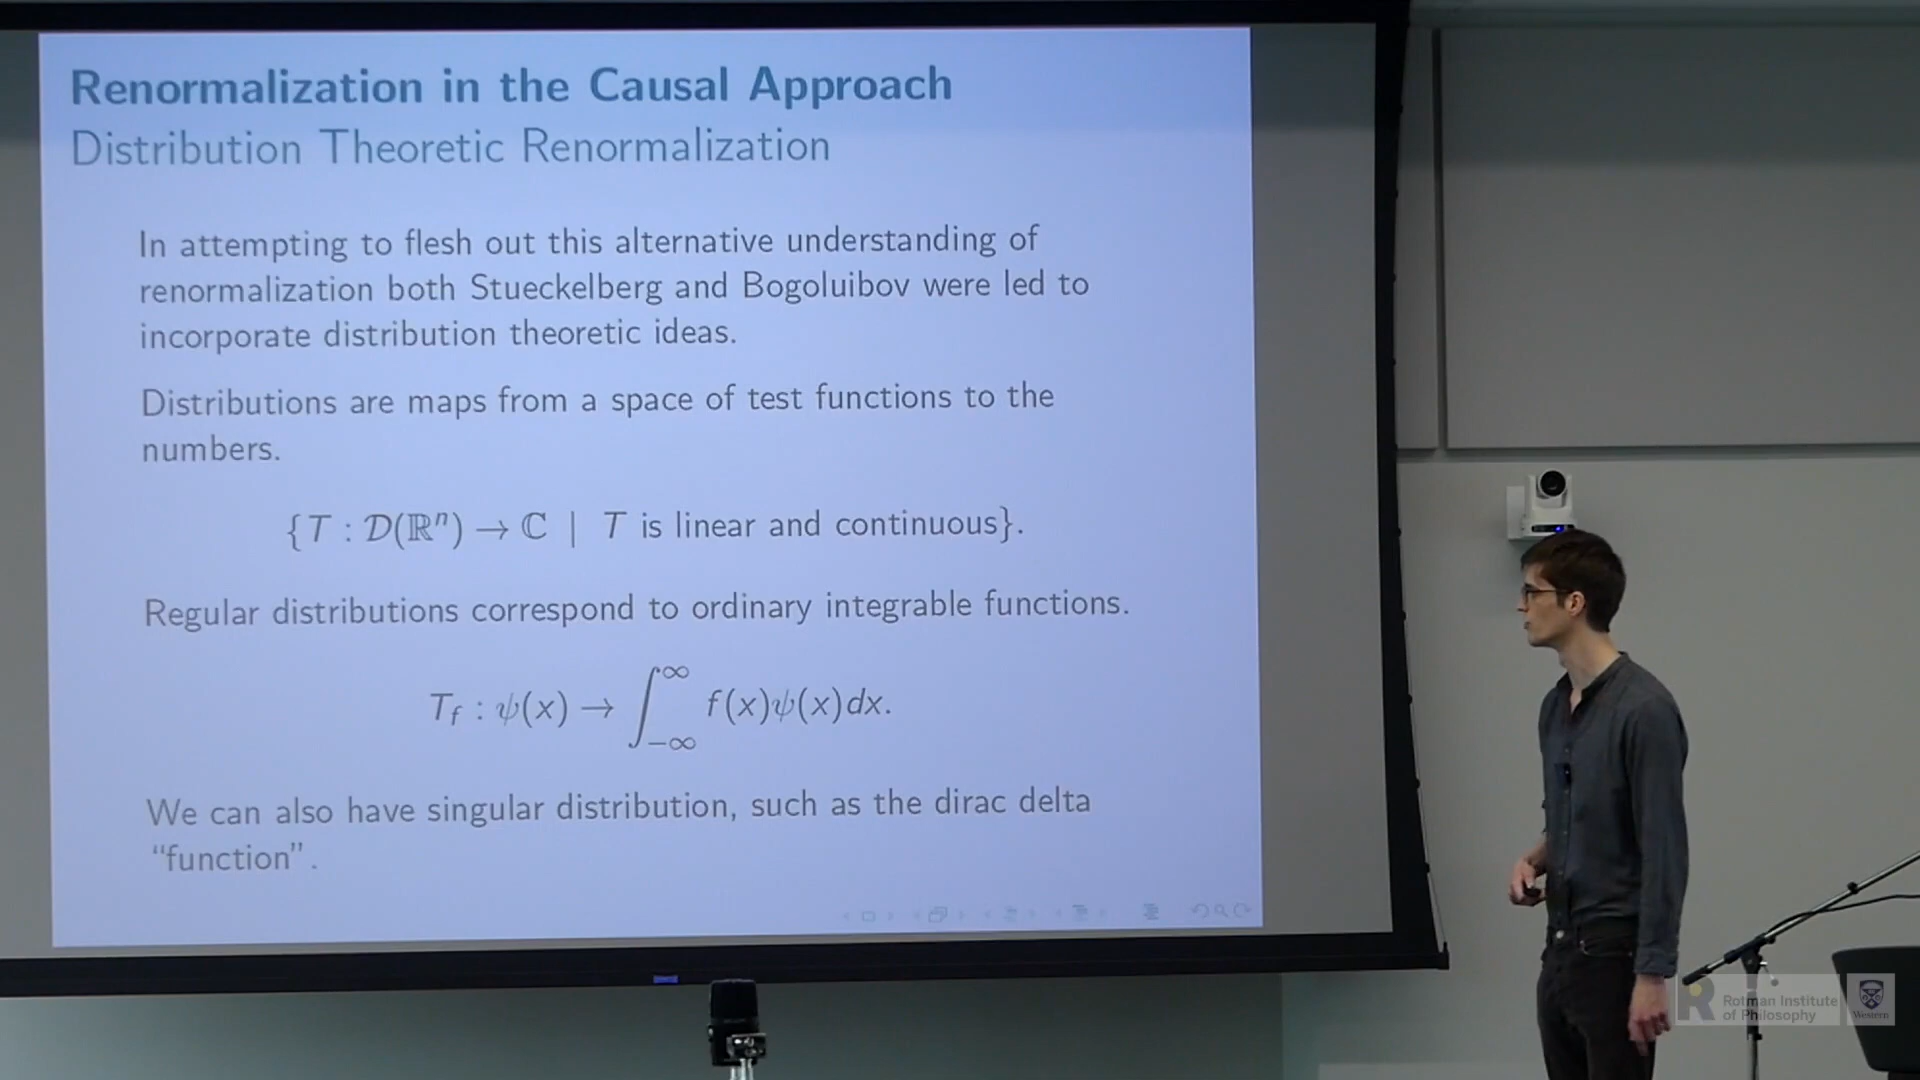 Renormalization in the Causal Approach
Distribution Theoretic Renormalization
In attempting to flesh out this alternative understanding of
renormalization both Stueckelberg and Bogoluibov were led to
incorporate distribution theoretic ideas.
Distributions are maps from a space of test functions to the
numbers.
{T : 𝒟(ℝⁿ) → ℂ | T is linear and continuous}.
Regular distributions correspond to ordinary integrable functions.
T_f : ψ(x) → ∫_{-∞}^{∞} f(x)ψ(x)dx.
We can also have singular distribution, such as the dirac delta
“function”.
Rotman Institute
of Philosophy
Western